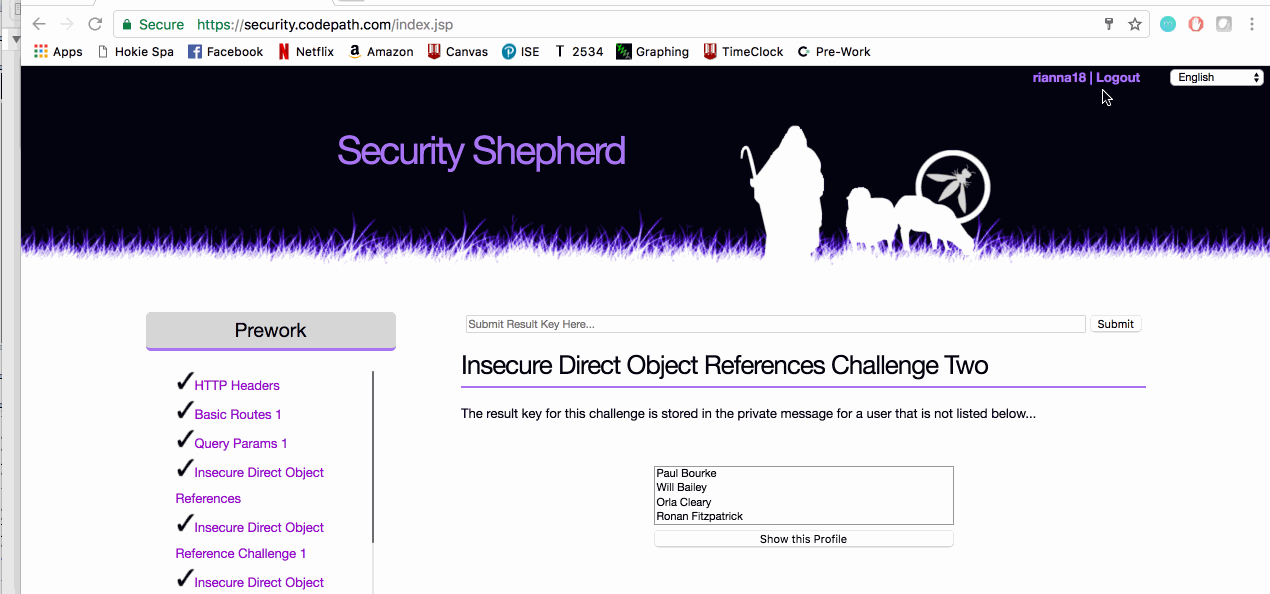 Secure https://security.codepath.com/index.jsp
Apps Hokie Spa Facebook Netflix Amazon Canvas ISE 2534 Graphing TimeClock Pre-Work
rianna18 | Logout English
Security Shepherd
Prework
Submit Result Key Here... Submit
Insecure Direct Object References Challenge Two
The result key for this challenge is stored in the private message for a user that is not listed below...
HTTP Headers
Basic Routes 1
Query Params 1
Insecure Direct Object
References
Insecure Direct Object
Reference Challenge 1
Insecure Direct Object
Paul Bourke
Will Bailey
Orla Cleary
Ronan Fitzpatrick
Show this Profile